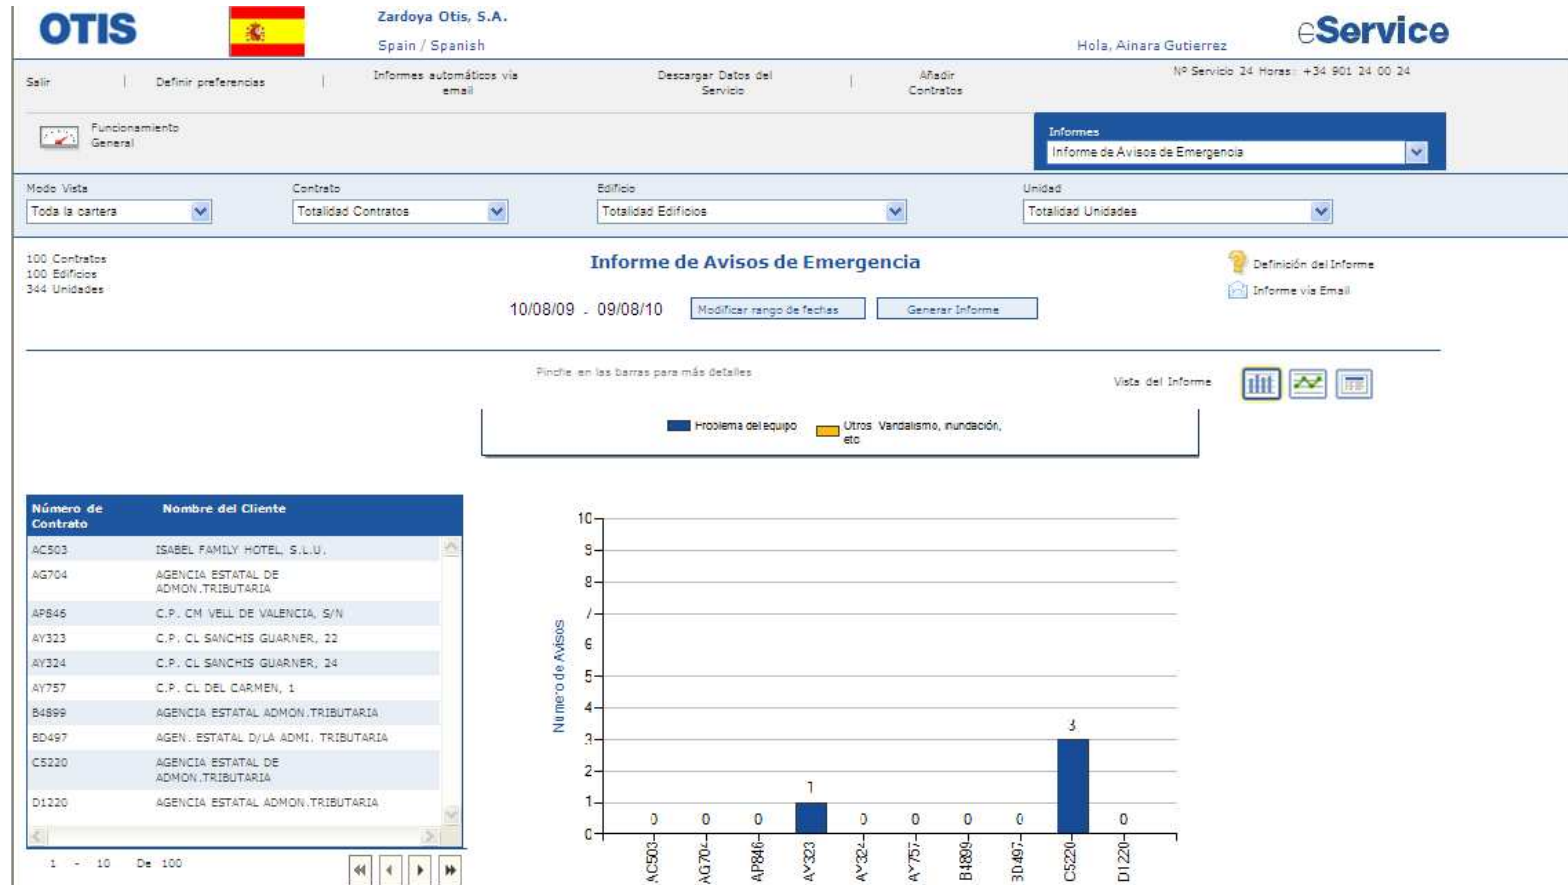 OTIS
Zardoya Otis, S.A.
Spain / Spanish
Hola, Ainara Gutierrez
eService
Salir | Definir preferencias | Informes automáticos vía email
Descargar Datos del Servicio | Añadir Contratos
Nº Servicio 24 Horas: +34 901 24 00 24
Funcionamiento
General
Informes
Informe de Avisos de Emergencia
Modo Vista
Toda la cartera
Contrato
Totalidad Contratos
Edificio
Totalidad Edificios
Unidad
Totalidad Unidades
100 Contratos
100 Edificios
344 Unidades
Informe de Avisos de Emergencia
10/08/09 - 09/08/10
Modificar rango de fechas
Generar Informe
Definición del Informe
Informe vía Email
Pinche en las barras para más detalles
Vista del Informe
Problema del equipo
Otros Vandalismo, inundación,
etc
Número de Contrato Nombre del Cliente
AC503 ISABEL FAMILY HOTEL, S.L.U.
AG704 AGENCIA ESTATAL DE
ADMON.TRIBUTARIA
AP846 C.P. CM VELL DE VALENCIA, S/N
AY323 C.P. CL SANCHIS GUARNER, 22
AY324 C.P. CL SANCHIS GUARNER, 24
AY757 C.P. CL DEL CARMEN, 1
B4899 AGENCIA ESTATAL ADMON.TRIBUTARIA
BD497 AGEN. ESTATAL D/LA ADMI. TRIBUTARIA
C5220 AGENCIA ESTATAL DE
ADMON.TRIBUTARIA
D1220 AGENCIA ESTATAL ADMON.TRIBUTARIA
1 - 10 De 100
Número de Avisos
10
9
8
7
6
5
4
3
2
1
0
0 0 0 1 0 0 0 0 3 0
AC503 AG704 AP846 AY323 AY324 AY757 B4899 BD497 C5220 D1220